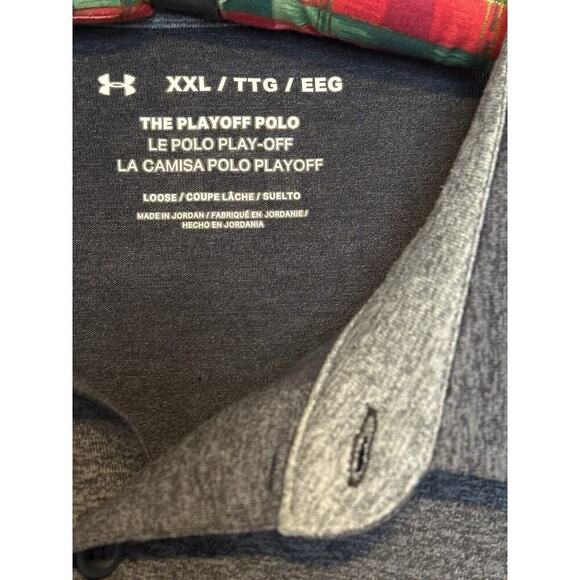 XXL / TTG / EEG
THE PLAYOFF POLO
LE POLO PLAY-OFF
LA CAMISA POLO PLAYOFF
LOOSE / COUPE LÂCHE / SUELTO
MADE IN JORDAN / FABRIQUÉ EN JORDANIE /
HECHO EN JORDANIA